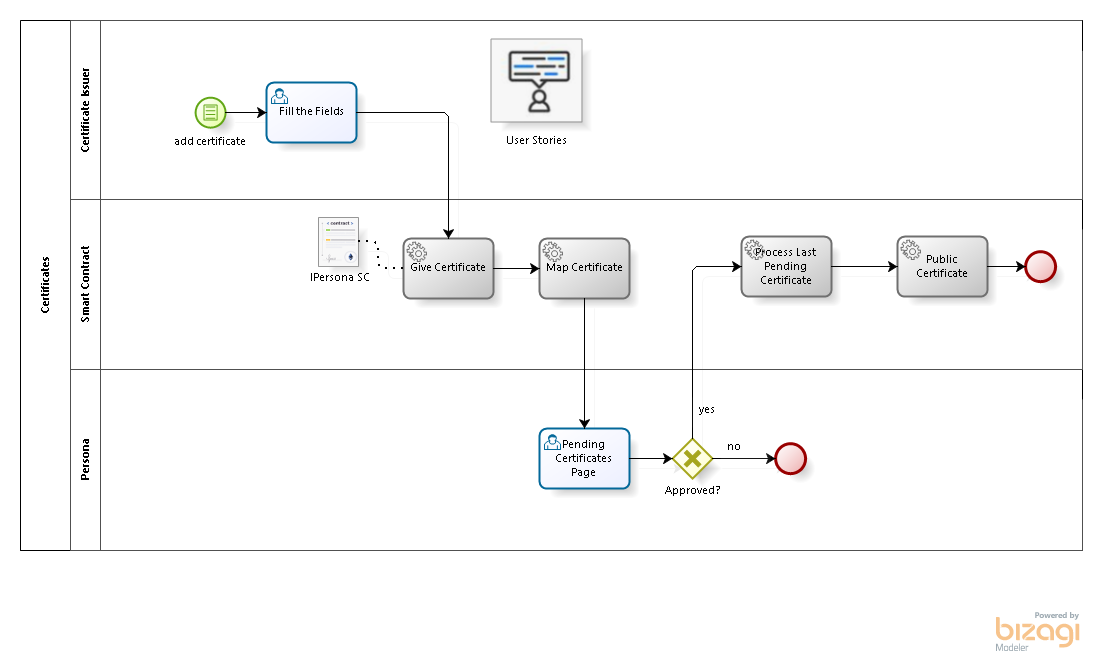 Certificates
Certificate Issuer
add certificate
Fill the Fields
User Stories
Smart Contract
< contract >
IPersona SC
Give Certificate
Map Certificate
Process Last
Pending
Certificate
Public
Certificate
Persona
Pending
Certificates
Page
yes
no
Approved?
Powered by
bizagi
Modeler